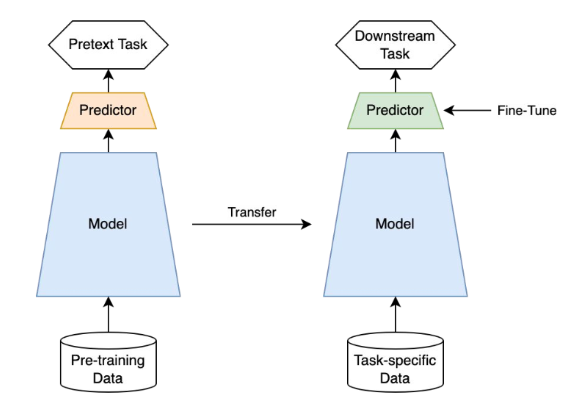 Pretext Task
Downstream
Task
Predictor
Predictor
Fine-Tune
Model
Transfer
Model
Pre-training
Data
Task-specific
Data